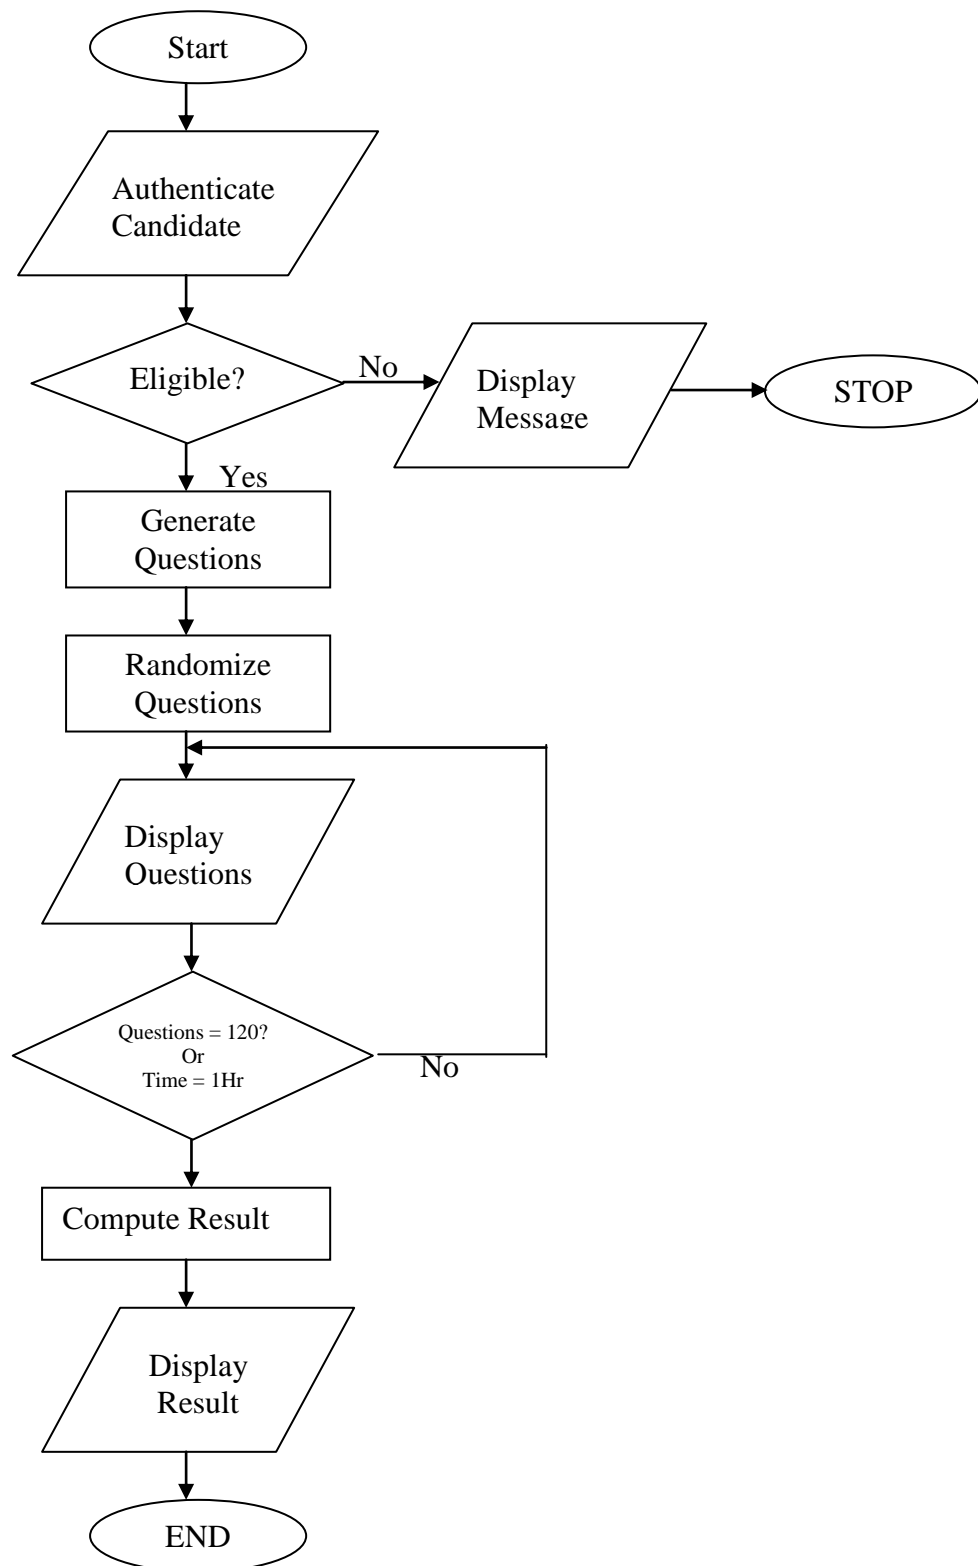 Start
Authenticate
Candidate
Eligible?
No
Display
Message
STOP
Yes
Generate
Questions
Randomize
Questions
Display
Questions
Questions = 120?
Or
Time = 1Hr
No
Compute Result
Display
Result
END